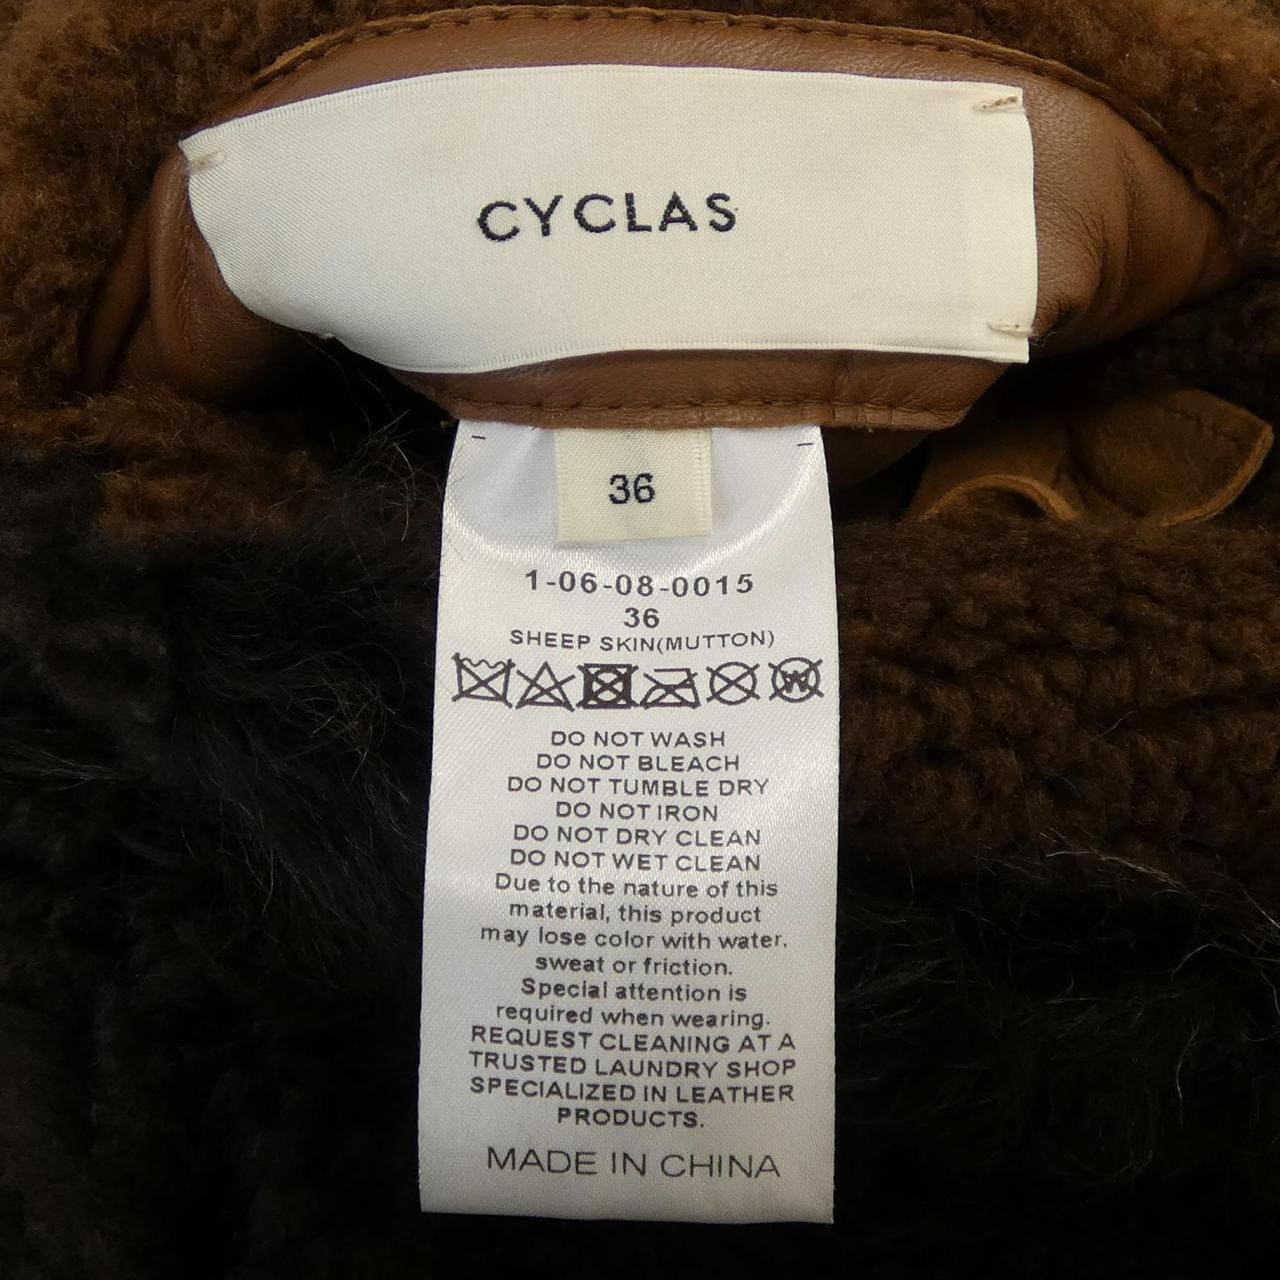 CYCLAS
36
1-06-08-0015
36
SHEEP SKIN(MUTTON)
W
DO NOT WASH
DO NOT BLEACH
DO NOT TUMBLE DRY
DO NOT IRON
DO NOT DRY CLEAN
DO NOT WET CLEAN
Due to the nature of this
material, this product
may lose color with water,
sweat or friction.
Special attention is
required when wearing.
REQUEST CLEANING AT A
TRUSTED LAUNDRY SHOP
SPECIALIZED IN LEATHER
PRODUCTS.
MADE IN CHINA